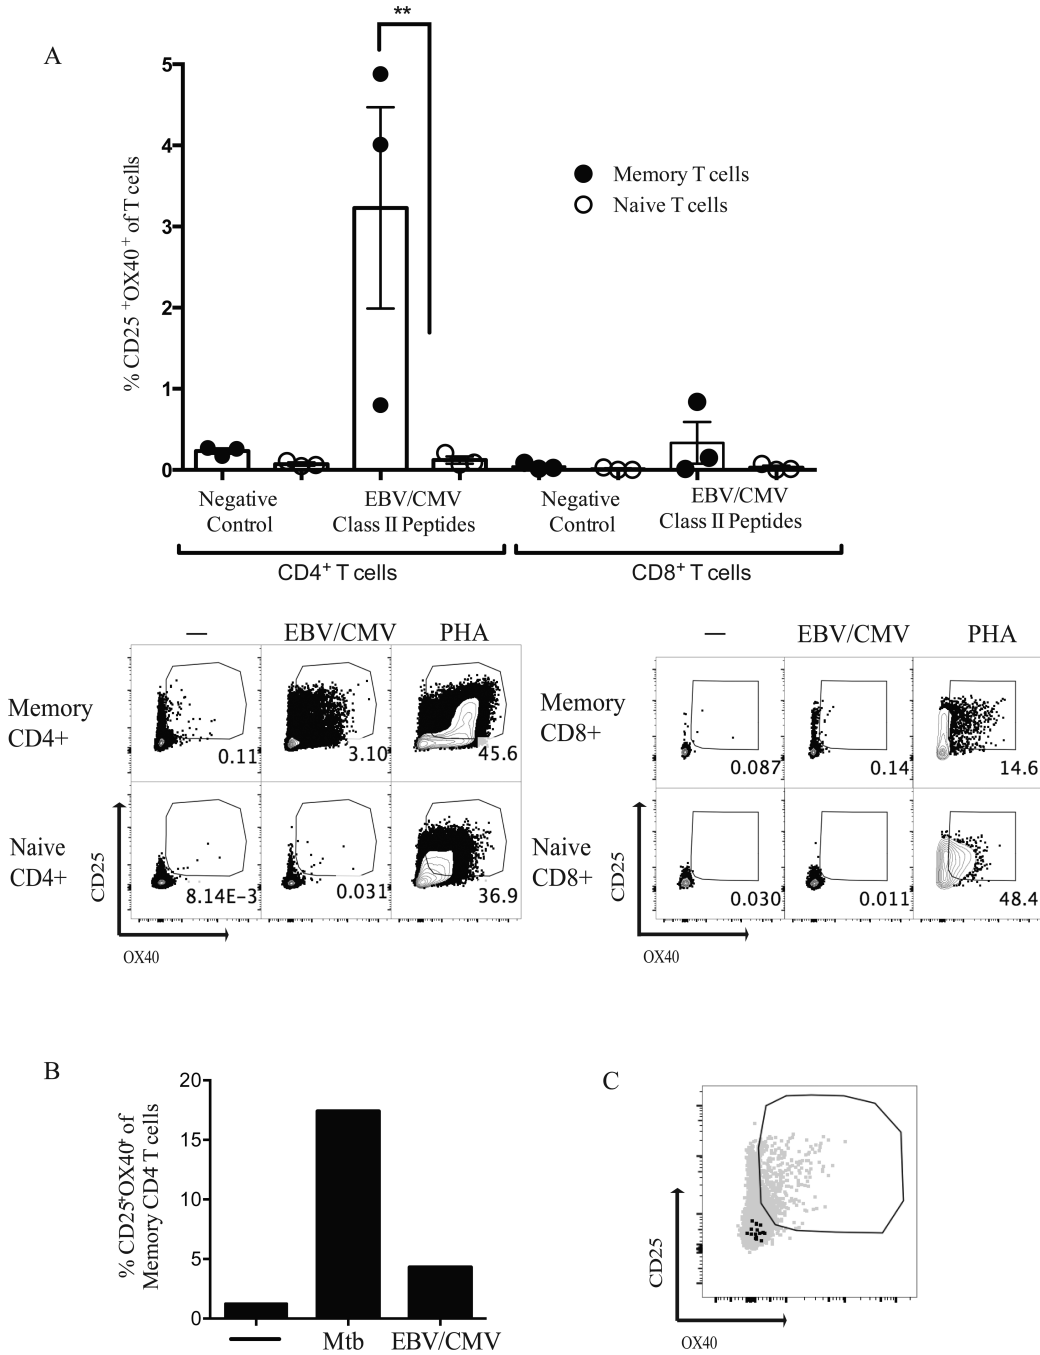 **
A
5
4
3
2
1
0
% CD25 +OX40+ of T cells
Memory T cells
Naive T cells
Negative
Control
EBV/CMV
Class II Peptides
Negative
Control
EBV/CMV
Class II Peptides
CD4+ T cells
CD8+ T cells
— EBV/CMV PHA
Memory
CD4+
0.11 3.10 45.6
Naive
CD4+
8.14E-3 0.031 36.9
CD25
OX40
— EBV/CMV PHA
Memory
CD8+
0.087 0.14 14.6
Naive
CD8+
0.030 0.011 48.4
CD25
OX40
B
20
15
10
5
0
% CD25+OX40+ of
Memory CD4 T cells
— Mtb EBV/CMV
C
CD25
OX40